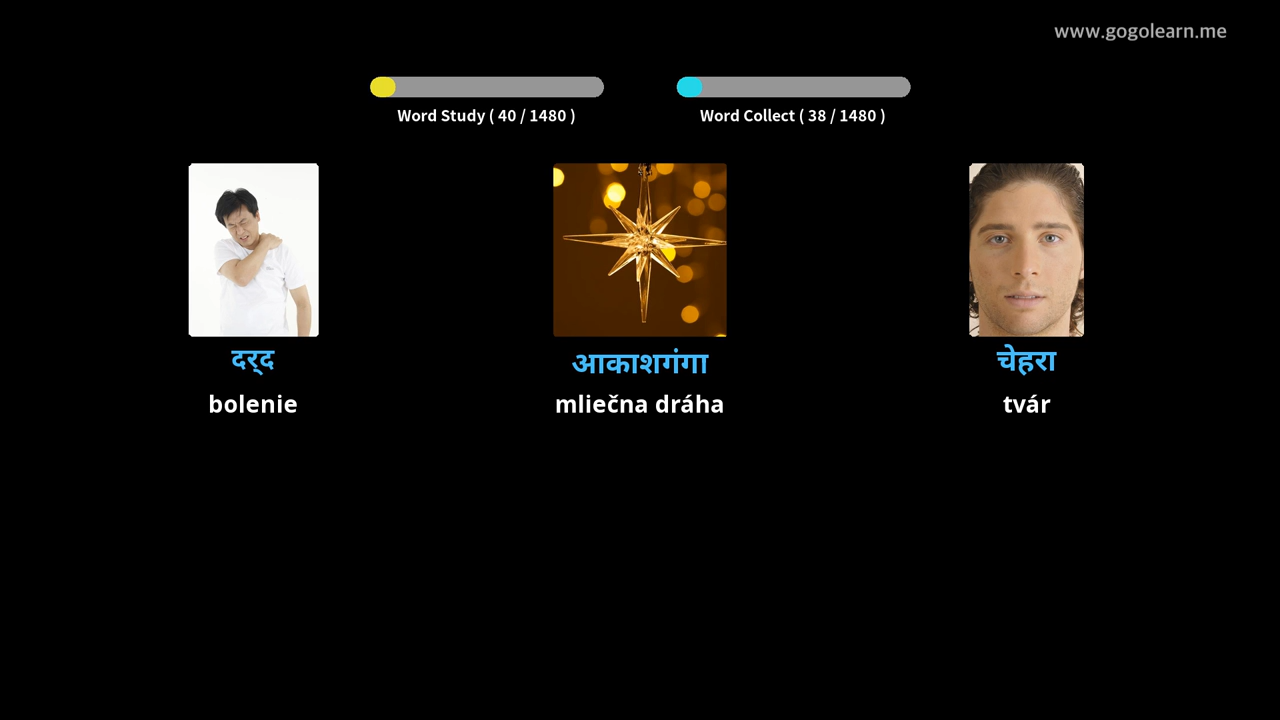 www.gogolearn.me
Word Study ( 40 / 1480 )
Word Collect ( 38 / 1480 )
दर्द
आकाशगंगा
चेहरा
bolenie
mliečna dráha
tvár